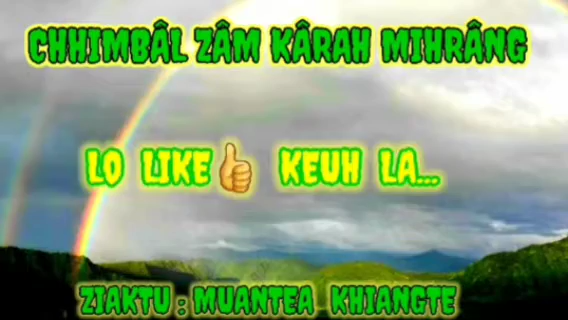 CHHIMBÂL ZÂM KÂRAH MIHRÂNG
LO LIKE👍 KEUH LA...
ZIAKTU : MUANTEA KHIANGTE